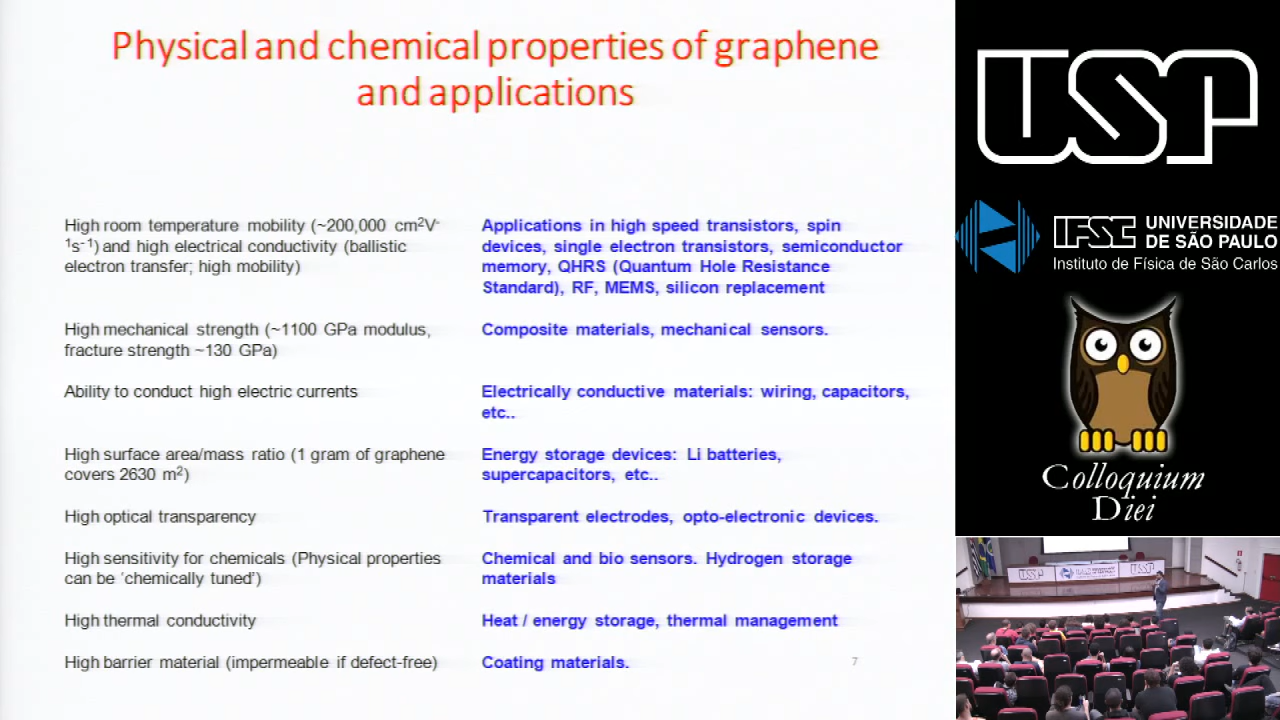 Physical and chemical properties of graphene
and applications
High room temperature mobility (~200,000 cm²V⁻
¹s⁻¹) and high electrical conductivity (ballistic
electron transfer; high mobility)
Applications in high speed transistors, spin
devices, single electron transistors, semiconductor
memory, QHRS (Quantum Hole Resistance
Standard), RF, MEMS, silicon replacement
High mechanical strength (~1100 GPa modulus,
fracture strength ~130 GPa)
Composite materials, mechanical sensors.
Ability to conduct high electric currents
Electrically conductive materials: wiring, capacitors,
etc..
High surface area/mass ratio (1 gram of graphene
covers 2630 m²)
Energy storage devices: Li batteries,
supercapacitors, etc..
High optical transparency
Transparent electrodes, opto-electronic devices.
High sensitivity for chemicals (Physical properties
can be ‘chemically tuned’)
Chemical and bio sensors. Hydrogen storage
materials
High thermal conductivity
Heat / energy storage, thermal management
High barrier material (impermeable if defect-free)
Coating materials.
7
USP
IFSC UNIVERSIDADE
DE SÃO PAULO
Instituto de Física de São Carlos
Colloquium
Diei
USP
USP